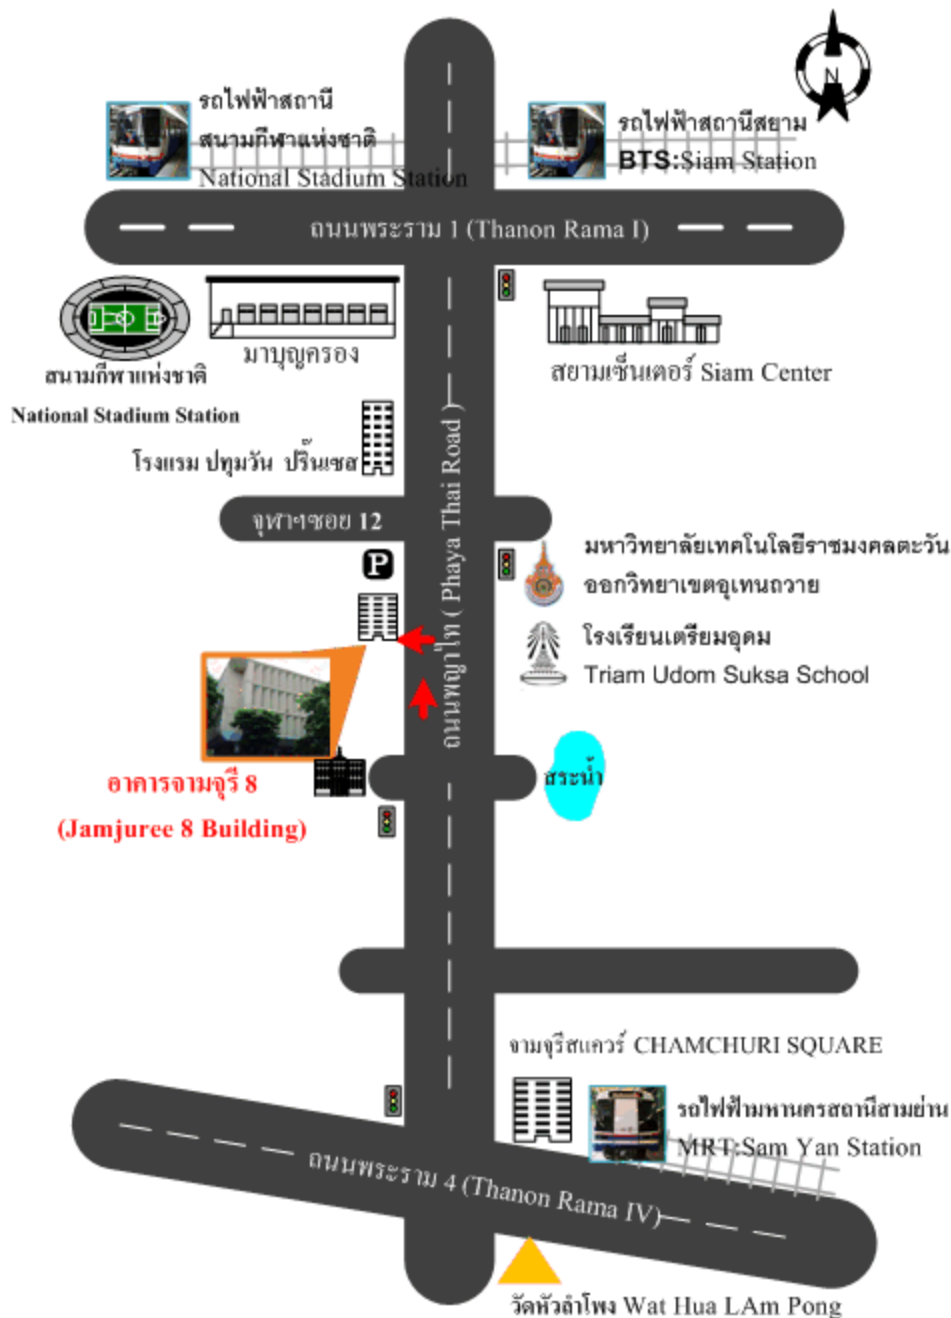 N
รถไฟฟ้าสถานี
สนามกีฬาแห่งชาติ
National Stadium Station
รถไฟฟ้าสถานีสยาม
BTS:Siam Station
ถนนพระราม 1 (Thanon Rama I)
มาบุญครอง
สนามกีฬาแห่งชาติ
National Stadium Station
สยามเซ็นเตอร์ Siam Center
โรงแรม ปทุมวัน ปริ๊นเซส
ถนนพญาไท ( Phaya Thai Road )
จุฬาฯซอย 12
P
มหาวิทยาลัยเทคโนโลยีราชมงคลตะวัน
ออกวิทยาเขตอุเทนถวาย
โรงเรียนเตรียมอุดม
Triam Udom Suksa School
สระน้ำ
อาคารจามจุรี 8
(Jamjuree 8 Building)
จามจุรีสแควร์ CHAMCHURI SQUARE
รถไฟฟ้ามหานครสถานีสามย่าน
MRT:Sam Yan Station
ถนนพระราม 4 (Thanon Rama IV)
วัดหัวลำโพง Wat Hua LAm Pong